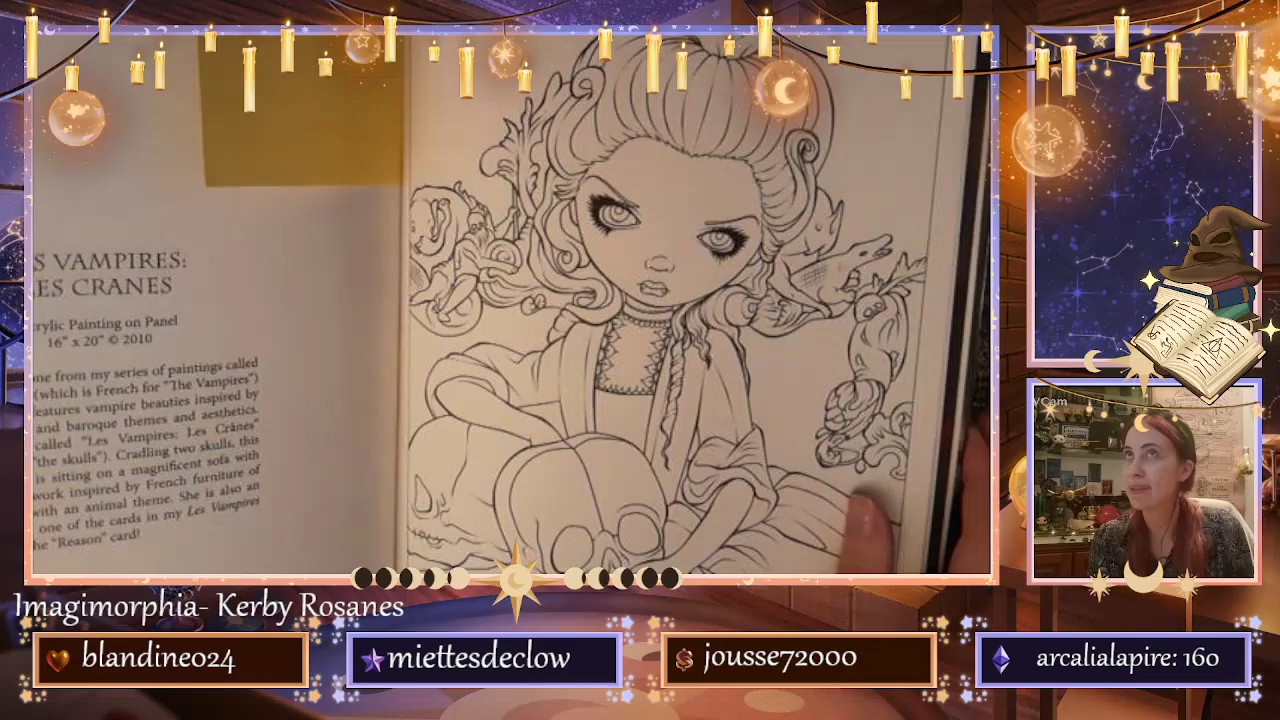 S VAMPIRES:
ES CRANES
rylic Painting on Panel
16" x 20" © 2010
ne from my series of paintings called
(which is French for "The Vampires")
eatures vampire beauties inspired by
and baroque themes and aesthetics.
called "Les Vampires: Les Crânes"
"the skulls"). Cradling two skulls, this
is sitting on a magnificent sofa with
work inspired by French furniture of
with an animal theme. She is also an
one of the cards in my Les Vampires
he "Reason" card!
VCam
Imagimorphia- Kerby Rosanes
blandine024
miettesdeclow
jousse72000
arcalialapire: 160